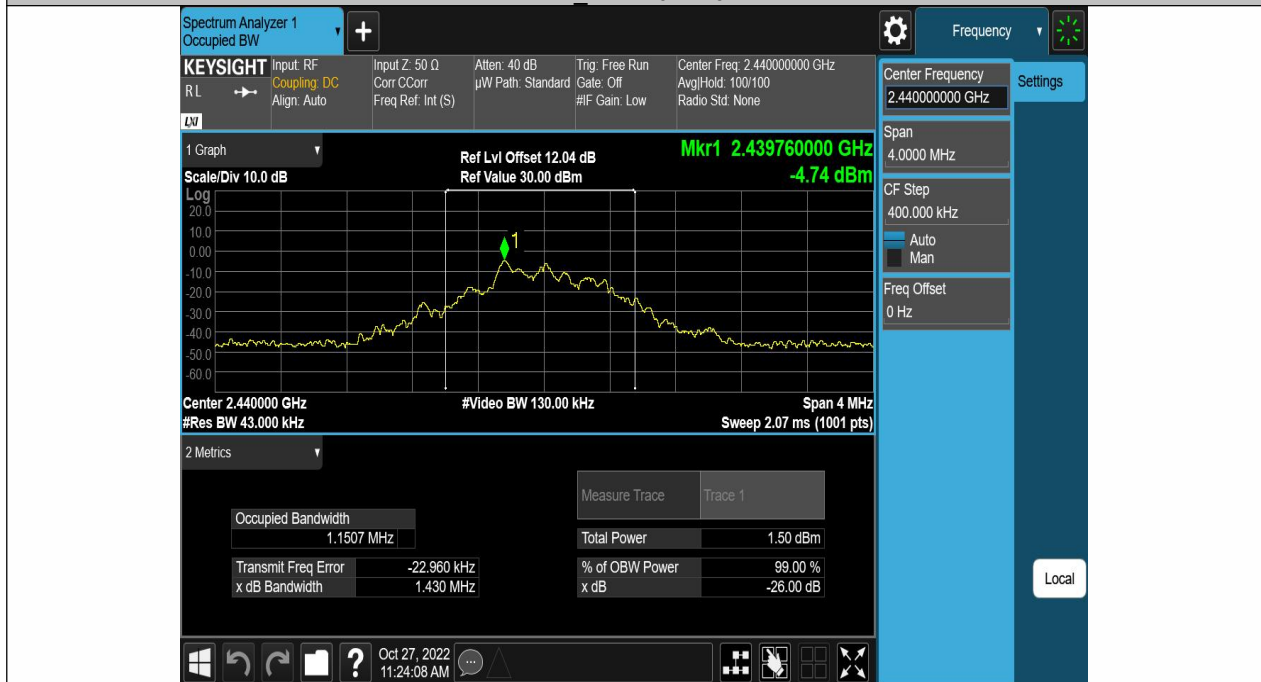 Spectrum Analyzer 1
Occupied BW
+
Frequency
KEYSIGHT
RL
LXI
Input: RF
Coupling: DC
Align: Auto
Input Z: 50 Ω
Corr CCorr
Freq Ref: Int (S)
Atten: 40 dB
µW Path: Standard
Trig: Free Run
Gate: Off
#IF Gain: Low
Center Freq: 2.440000000 GHz
Avg|Hold: 100/100
Radio Std: None
1 Graph
Scale/Div 10.0 dB
Ref Lvl Offset 12.04 dB
Ref Value 30.00 dBm
Mkr1 2.439760000 GHz
-4.74 dBm
Log
20.0
10.0
0.00
-10.0
-20.0
-30.0
-40.0
-50.0
-60.0
1
Center 2.440000 GHz
#Res BW 43.000 kHz
#Video BW 130.00 kHz
Span 4 MHz
Sweep 2.07 ms (1001 pts)
2 Metrics
Measure Trace Trace 1
Occupied Bandwidth
1.1507 MHz
Total Power 1.50 dBm
Transmit Freq Error -22.960 kHz
% of OBW Power 99.00 %
x dB Bandwidth 1.430 MHz
x dB -26.00 dB
Center Frequency
2.440000000 GHz
Settings
Span
4.0000 MHz
CF Step
400.000 kHz
Auto
Man
Freq Offset
0 Hz
Local
?
Oct 27, 2022
11:24:08 AM